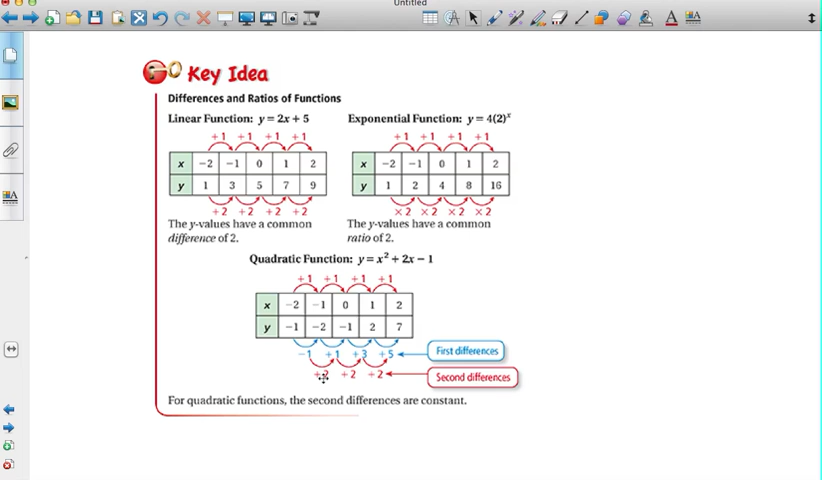 Untitled
Key Idea
Differences and Ratios of Functions
Linear Function: y = 2x + 5 Exponential Function: y = 4(2)ˣ
+1 +1 +1 +1 +1 +1 +1 +1
x −2 −1 0 1 2 x −2 −1 0 1 2
y 1 3 5 7 9 y 1 2 4 8 16
+2 +2 +2 +2 ×2 ×2 ×2 ×2
The y-values have a common The y-values have a common
difference of 2. ratio of 2.
Quadratic Function: y = x² + 2x − 1
+1 +1 +1 +1
x −2 −1 0 1 2
y −1 −2 −1 2 7
−1 +1 +3 +5 First differences
+2 +2 +2 Second differences
For quadratic functions, the second differences are constant.